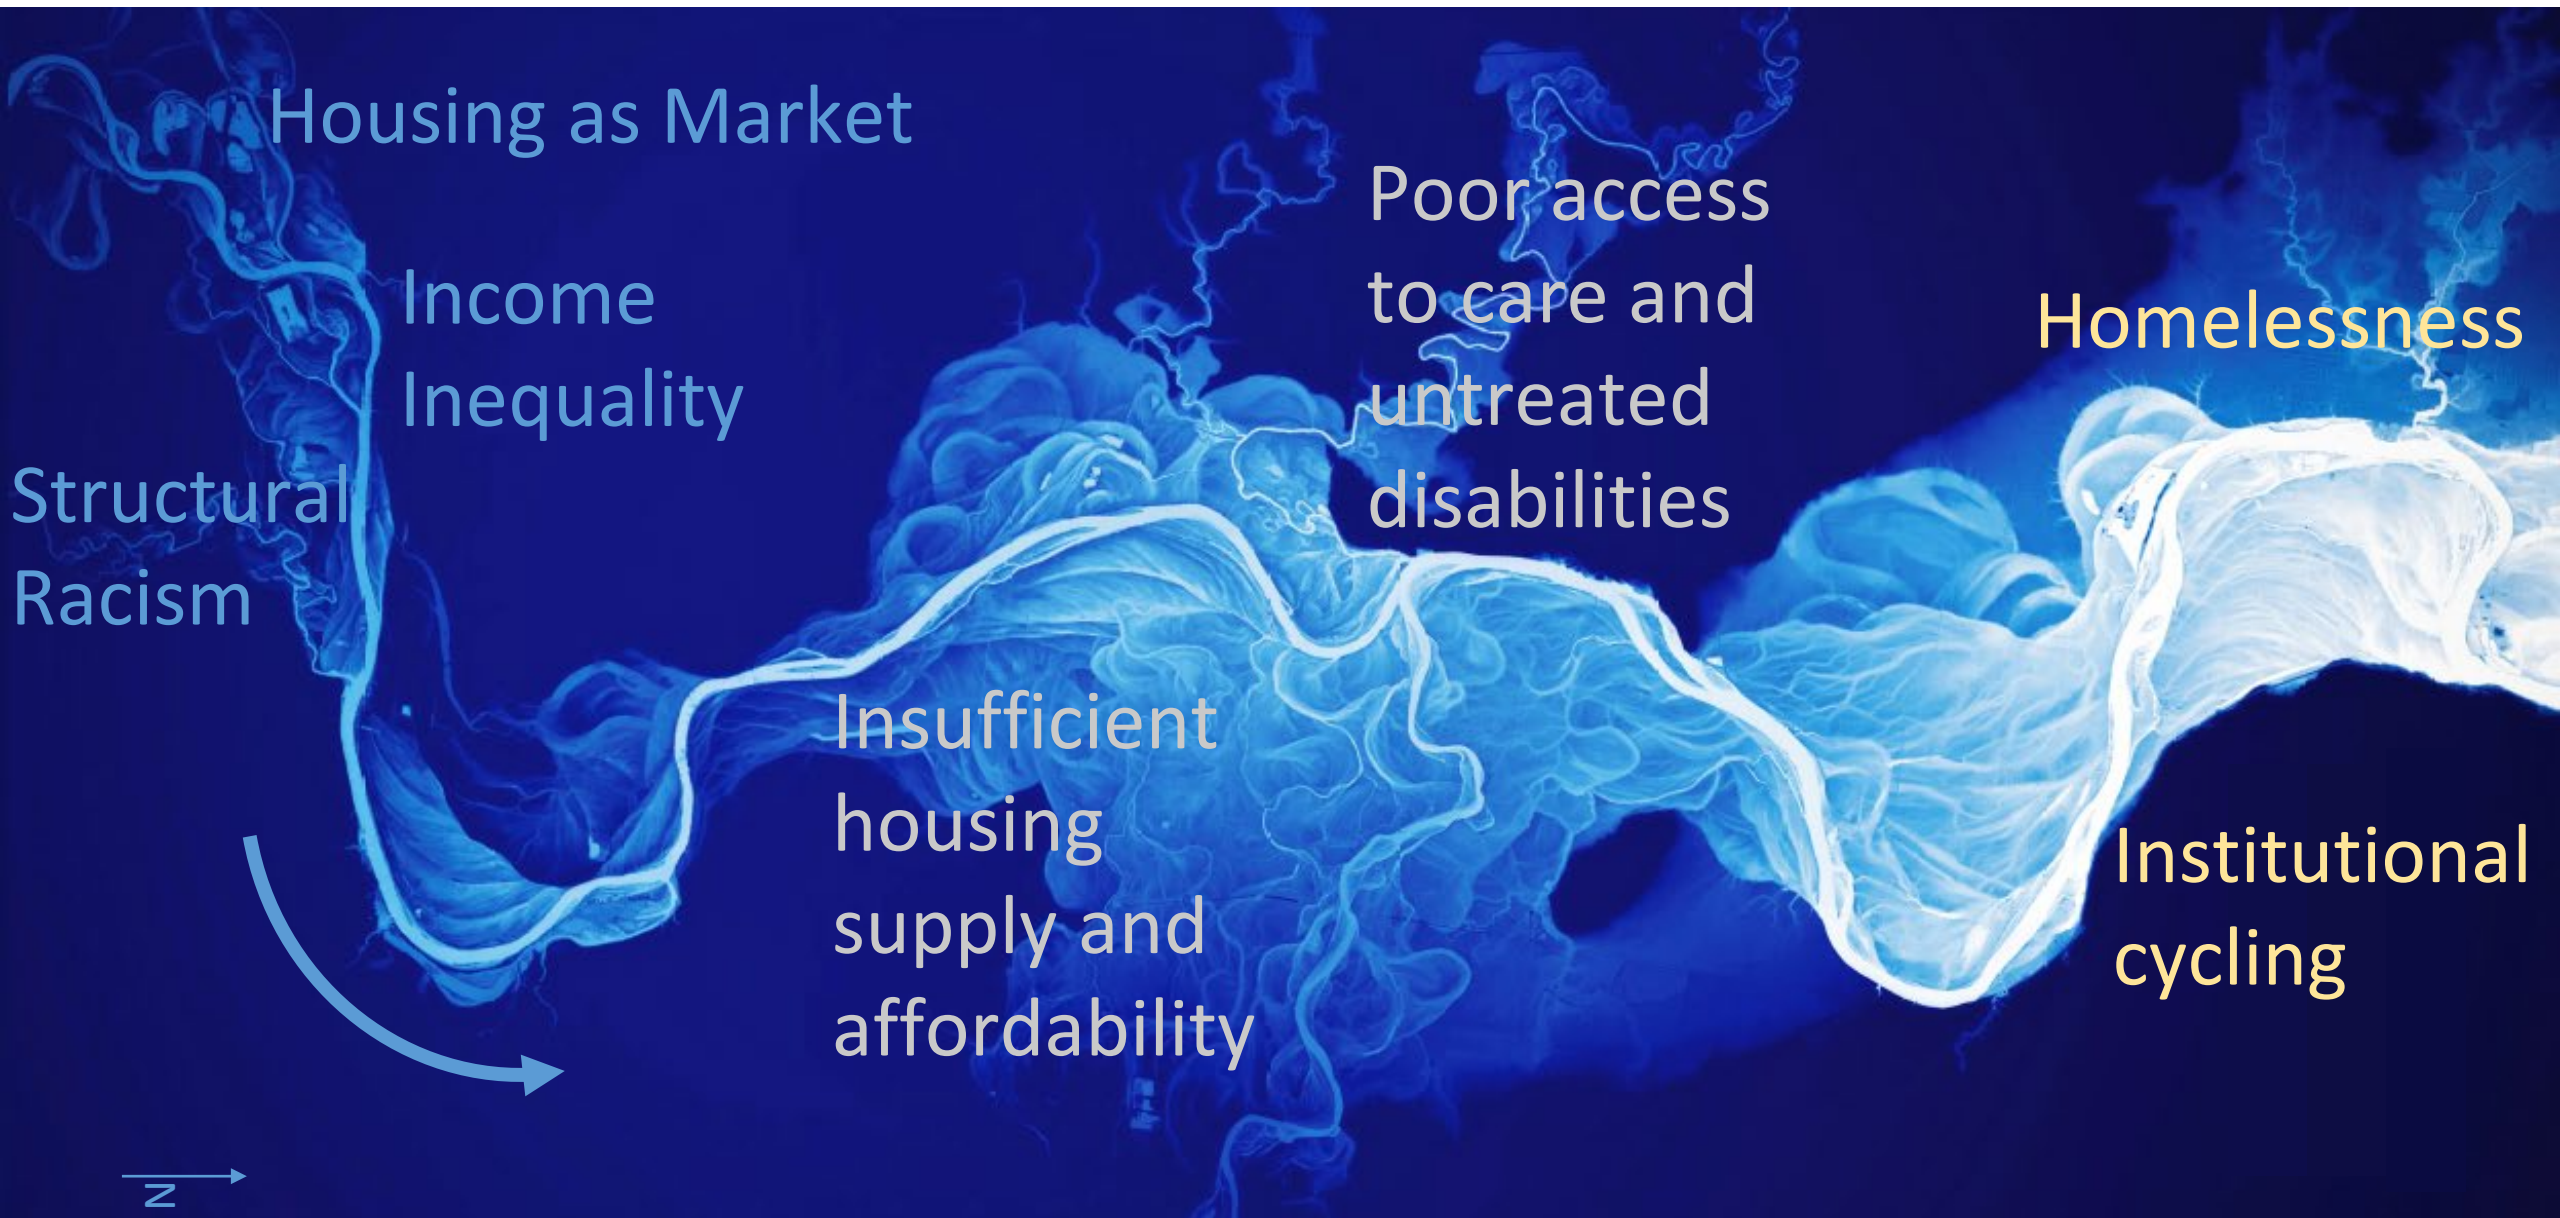 Housing as Market
Income
Inequality
Structural
Racism
Poor access
to care and
untreated
disabilities
Insufficient
housing
supply and
affordability
Homelessness
Institutional
cycling
N